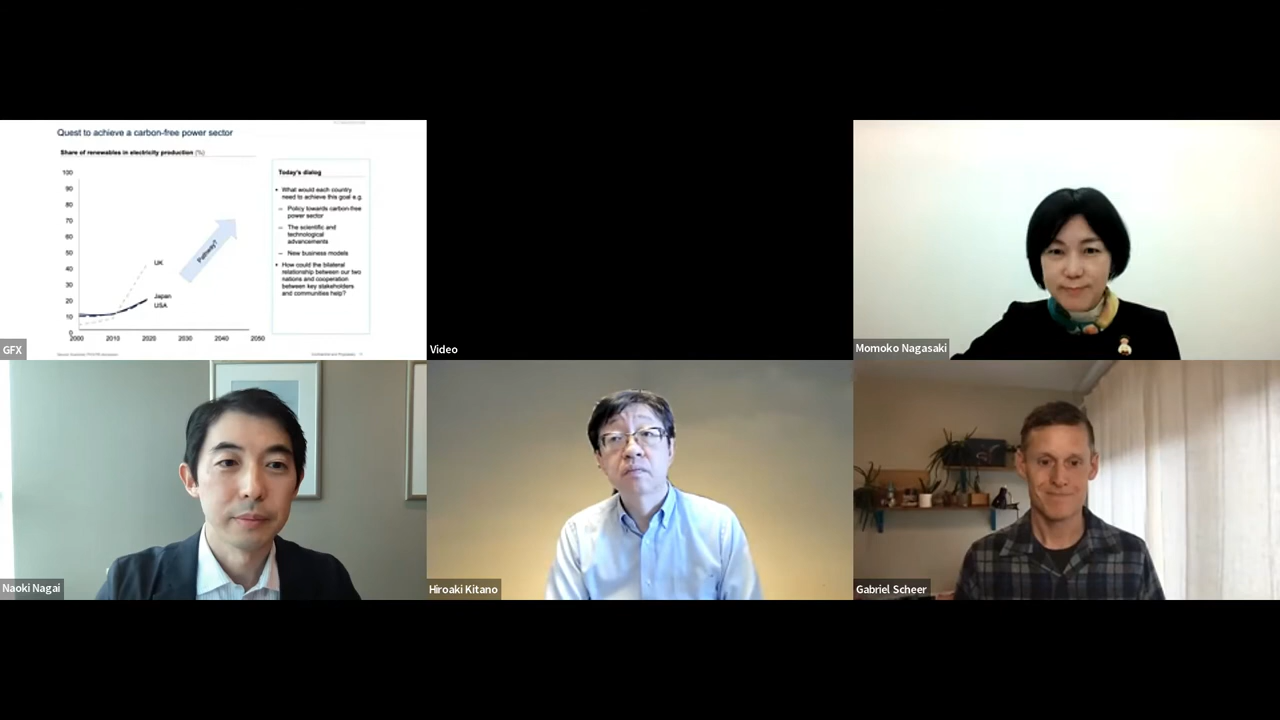 Quest to achieve a carbon-free power sector
Share of renewables in electricity production (%)
100
90
80
70
60
50
40
30
20
10
0
2000 2010 2020 2030 2040 2050
UK
Japan
USA
Pathway?
Today's dialog
• What would each country
need to achieve this goal e.g.
– Policy towards carbon-free
power sector
– The scientific and
technological
advancements
– New business models
• How could the bilateral
relationship between our two
nations and cooperation
between key stakeholders
and communities help?
Confidential and Proprietary
GFX
Video
Momoko Nagasaki
Naoki Nagai
Hiroaki Kitano
Gabriel Scheer